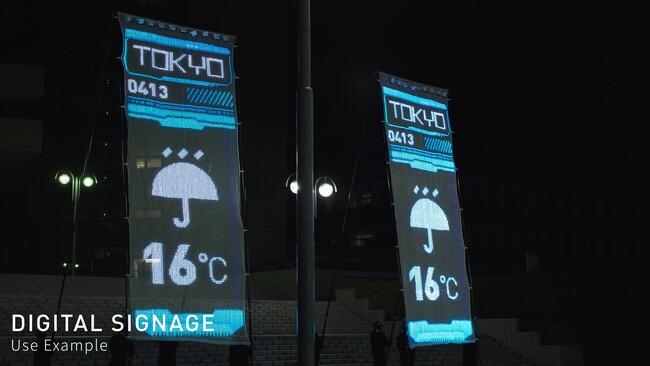 TOKYO
0413
16°C
TOKYO
0413
16°C
DIGITAL SIGNAGE
Use Example